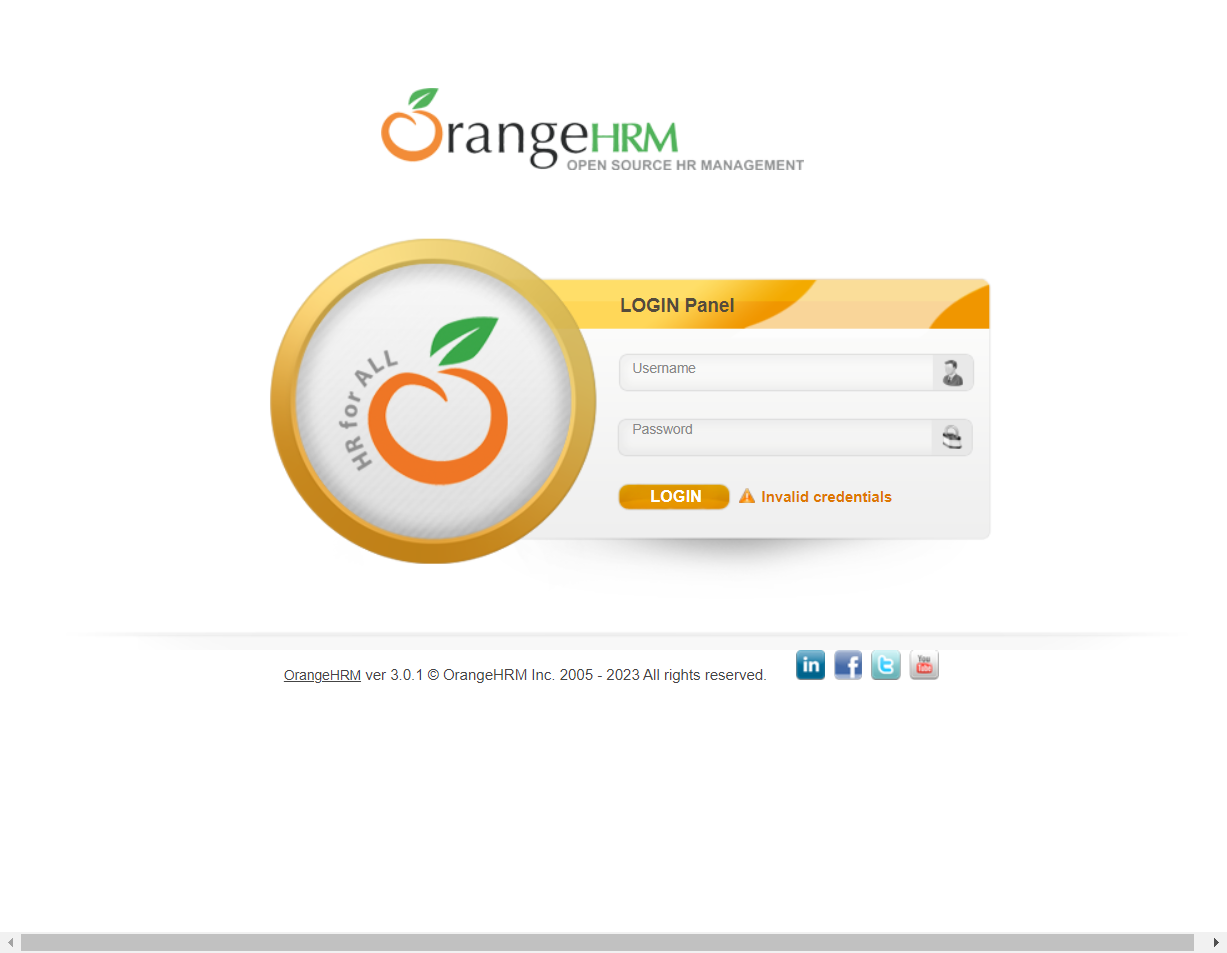 OrangeHRM
OPEN SOURCE HR MANAGEMENT
HR for ALL
LOGIN Panel
Username
Password
LOGIN
Invalid credentials
OrangeHRM ver 3.0.1 © OrangeHRM Inc. 2005 - 2023 All rights reserved.
in f t You Tube